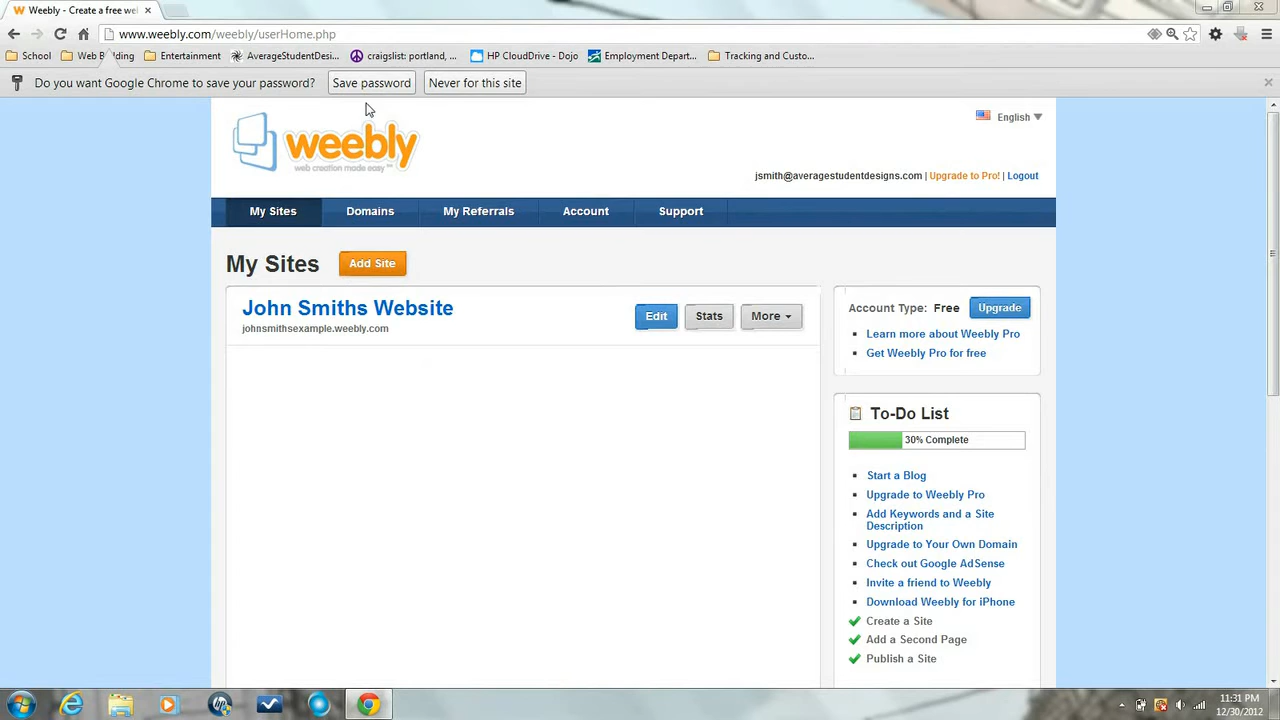 Weebly - Create a free we
www.weebly.com/weebly/userHome.php
School
Web Building
Entertainment
AverageStudentDesi...
craigslist: portland, ...
HP CloudDrive - Dojo
Employment Depart...
Tracking and Custo...
Do you want Google Chrome to save your password?
Save password
Never for this site
weebly
web creation made easy
English
jsmith@averagestudentdesigns.com | Upgrade to Pro! | Logout
My Sites
Domains
My Referrals
Account
Support
My Sites
Add Site
John Smiths Website
johnsmithsexample.weebly.com
Edit
Stats
More
Account Type: Free
Upgrade
Learn more about Weebly Pro
Get Weebly Pro for free
To-Do List
30% Complete
Start a Blog
Upgrade to Weebly Pro
Add Keywords and a Site
Description
Upgrade to Your Own Domain
Check out Google AdSense
Invite a friend to Weebly
Download Weebly for iPhone
Create a Site
Add a Second Page
Publish a Site
11:31 PM
12/30/2012